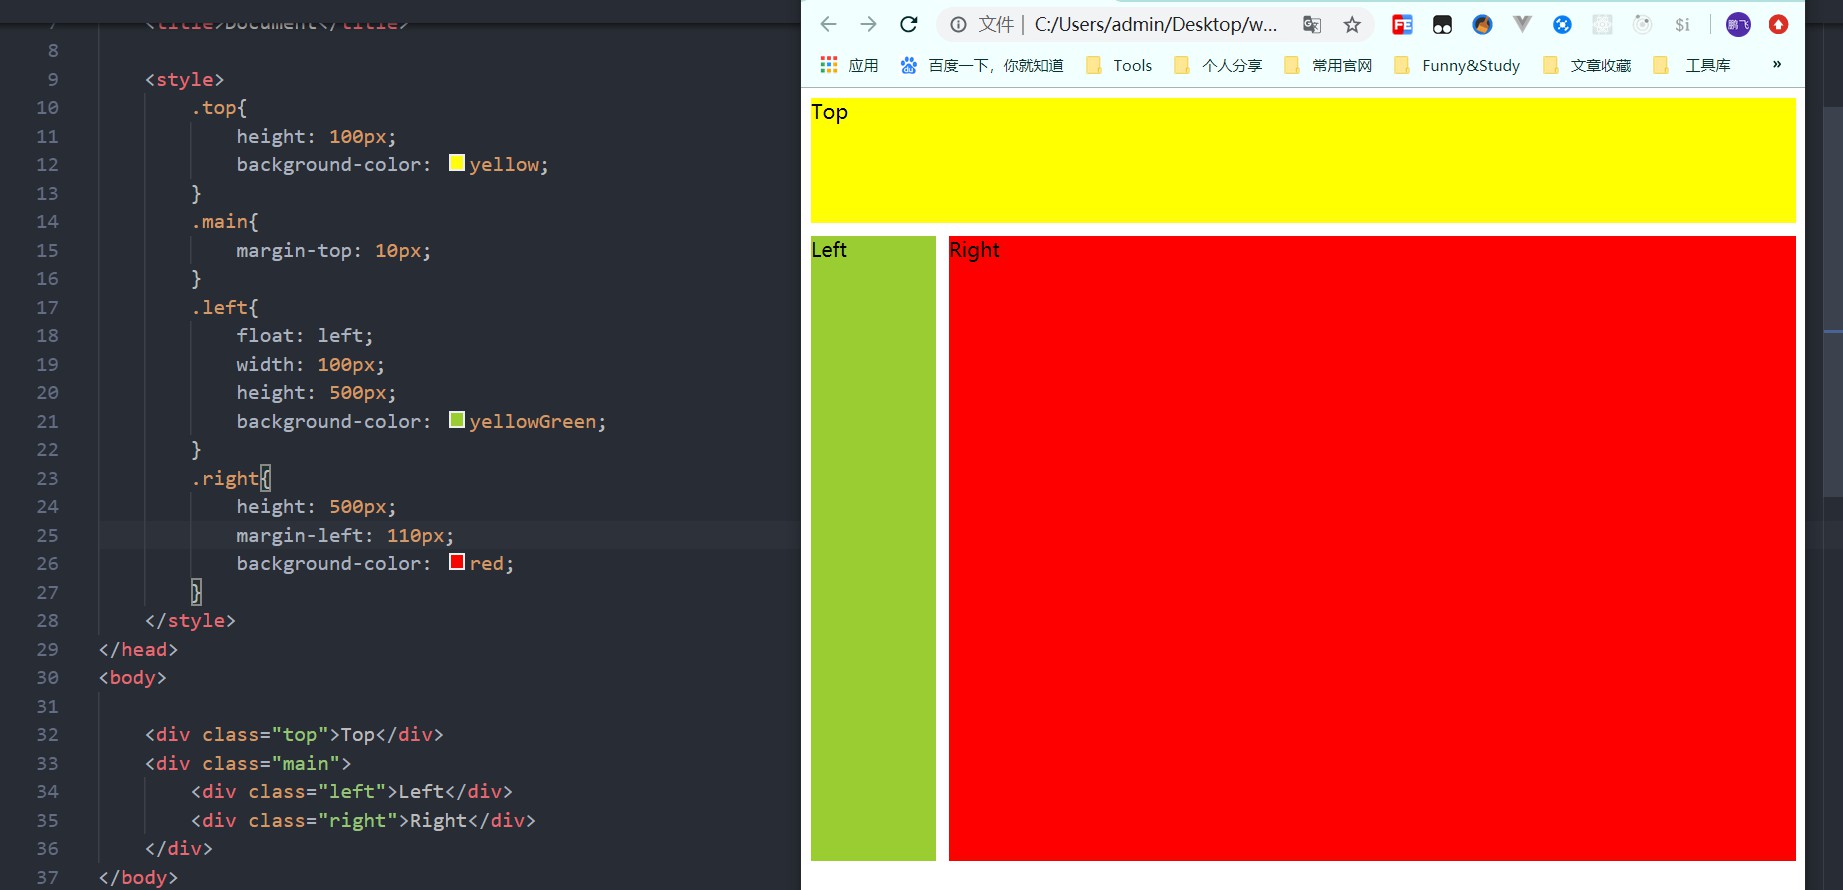 7 <title>Document</title>
8
9 <style>
10 .top{
11 height: 100px;
12 background-color: yellow;
13 }
14 .main{
15 margin-top: 10px;
16 }
17 .left{
18 float: left;
19 width: 100px;
20 height: 500px;
21 background-color: yellowGreen;
22 }
23 .right{
24 height: 500px;
25 margin-left: 110px;
26 background-color: red;
27 }
28 </style>
29 </head>
30 <body>
31
32 <div class="top">Top</div>
33 <div class="main">
34 <div class="left">Left</div>
35 <div class="right">Right</div>
36 </div>
37 </body>
文件 | C:/Users/admin/Desktop/w... FE $i 鹏飞
应用 百度一下，你就知道 Tools 个人分享 常用官网 Funny&Study 文章收藏 工具库 »
Top
Left Right